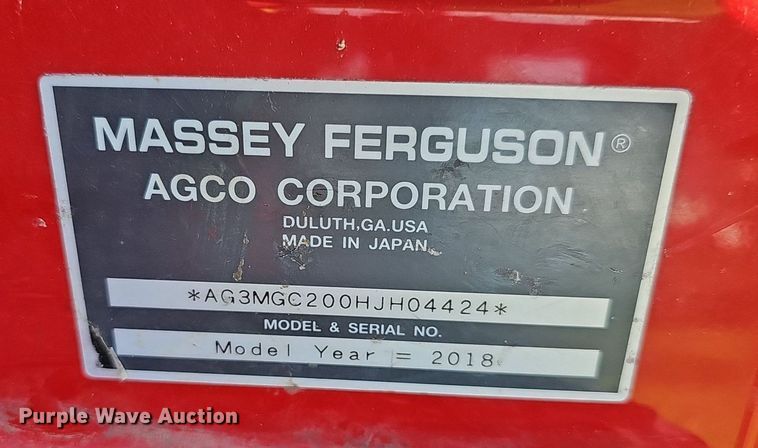 MASSEY FERGUSON®
AGCO CORPORATION
DULUTH,GA.USA
MADE IN JAPAN
*AG3MGC200HJH04424*
MODEL & SERIAL NO.
Model Year = 2018
Purple Wave Auction